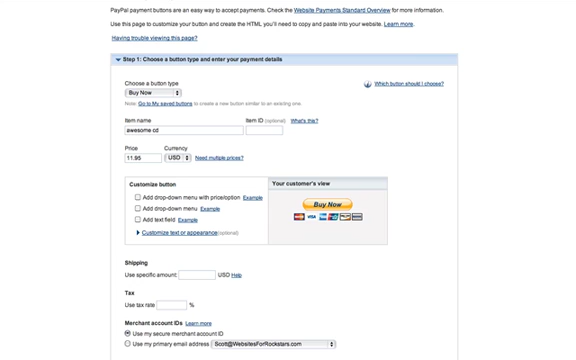 PayPal payment buttons are an easy way to accept payments. Check the Website Payments Standard Overview for more information.
Use this page to customize your button and create the HTML you'll need to copy and paste into your website. Learn more.
Having trouble viewing this page?
Step 1: Choose a button type and enter your payment details
Choose a button type
Buy Now
Which button should I choose?
Note: Go to My saved buttons to create a new button similar to an existing one.
Item name
Item ID (optional) What's this?
awesome cd
Price
Currency
11.95
USD
Need multiple prices?
Customize button
Your customer's view
Add drop-down menu with price/option Example
Add drop-down menu Example
Add text field Example
Customize text or appearance (optional)
Buy Now
VISA
Shipping
Use specific amount USD Help
Tax
Use tax rate %
Merchant account IDs Learn more
Use my secure merchant account ID
Use my primary email address Scott@WebsitesForRockstars.com